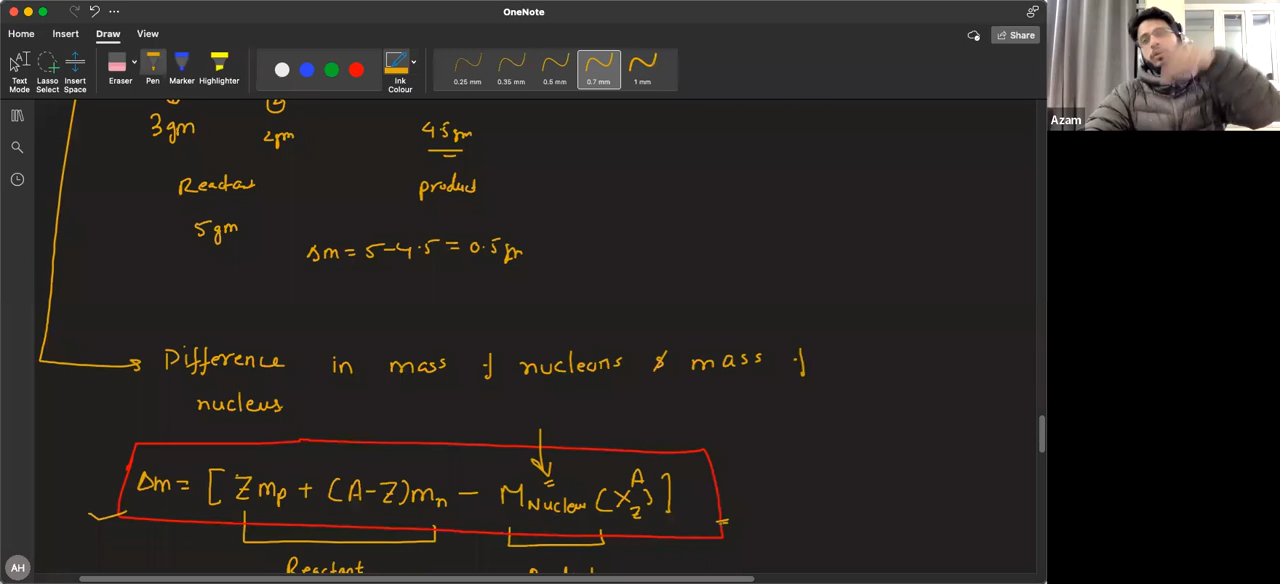 OneNote
Home Insert Draw View
Share
Text Mode
Lasso Select
Insert Space
Eraser
Pen
Marker
Highlighter
Ink Colour
0.25 mm
0.35 mm
0.5 mm
0.7 mm
1 mm
Azam
3gm 2gm 4.5gm
Reactant product
5gm
Δm = 5-4.5 = 0.5gm
Difference in mass of nucleons & mass of
nucleus
Δm = [Zmp + (A-Z)mn - MNucleus(X A Z)]
Reactant
AH